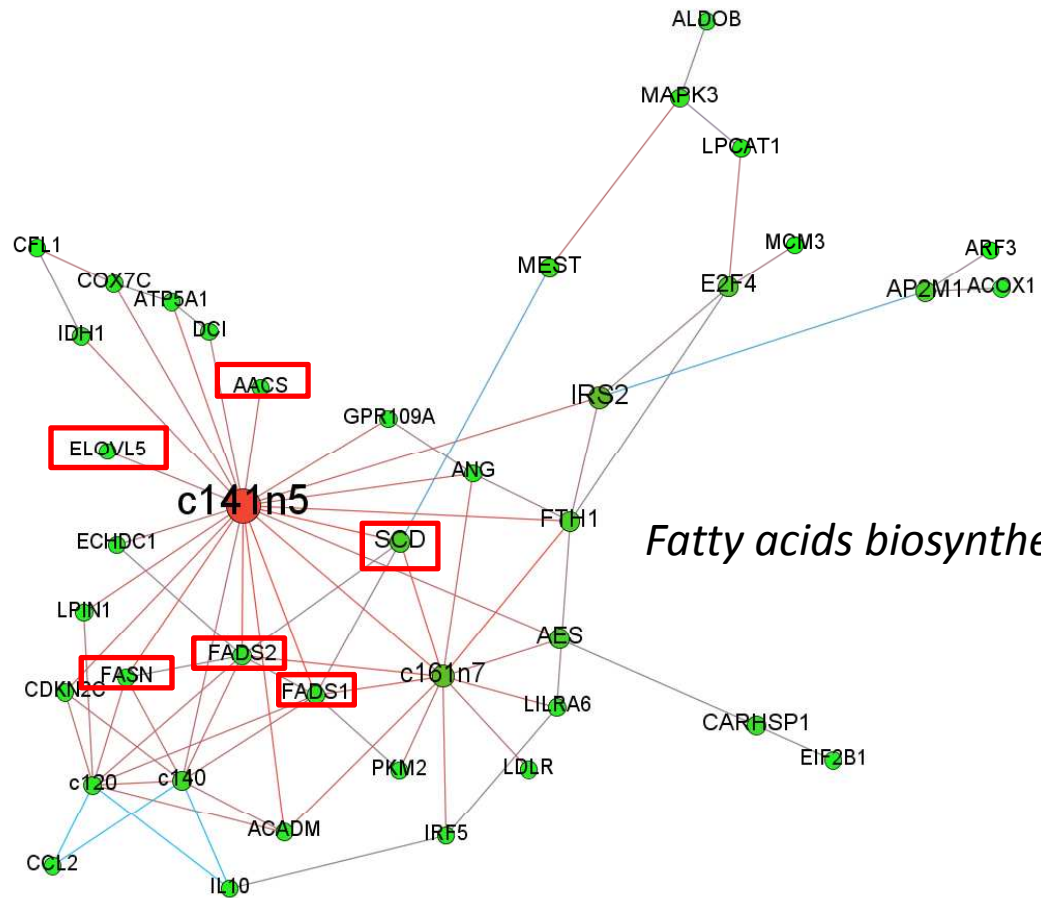 ALDOB
MAPK3
LPCAT1
MCM3
ARF3
CFL1
COX7C
MEST
E2F4
AP2M1
ACOX1
ATP5A1
IDH1
DCI
AACS
IRS2
GPR109A
ELOVL5
ANG
c141n5
FTH1
ECHDC1
SCD
Fatty acids biosynthe
LPIN1
AES
FADS2
FASN
c161n7
CDKN2C
FADS1
LILRA6
CARHSP1
EIF2B1
c120
c140
PKM2
LDLR
ACADM
IRF5
CCL2
IL10